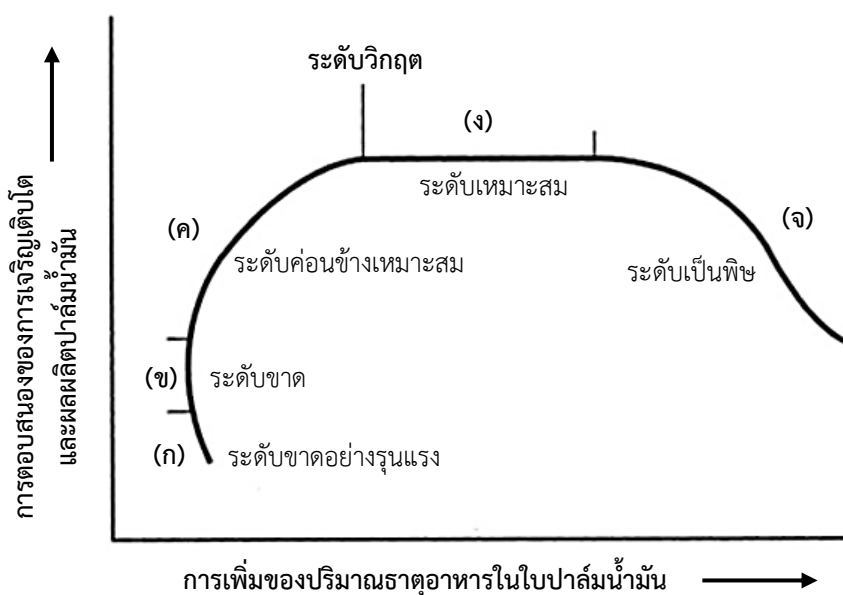 ระดับวิกฤต
(ง)
ระดับเหมาะสม
(จ)
(ค)
ระดับค่อนข้างเหมาะสม
ระดับเป็นพิษ
(ข) ระดับขาด
(ก) ระดับขาดอย่างรุนแรง
การตอบสนองของการเจริญเติบโต
และผลผลิตปาล์มน้ำมัน
การเพิ่มของปริมาณธาตุอาหารในใบปาล์มน้ำมัน